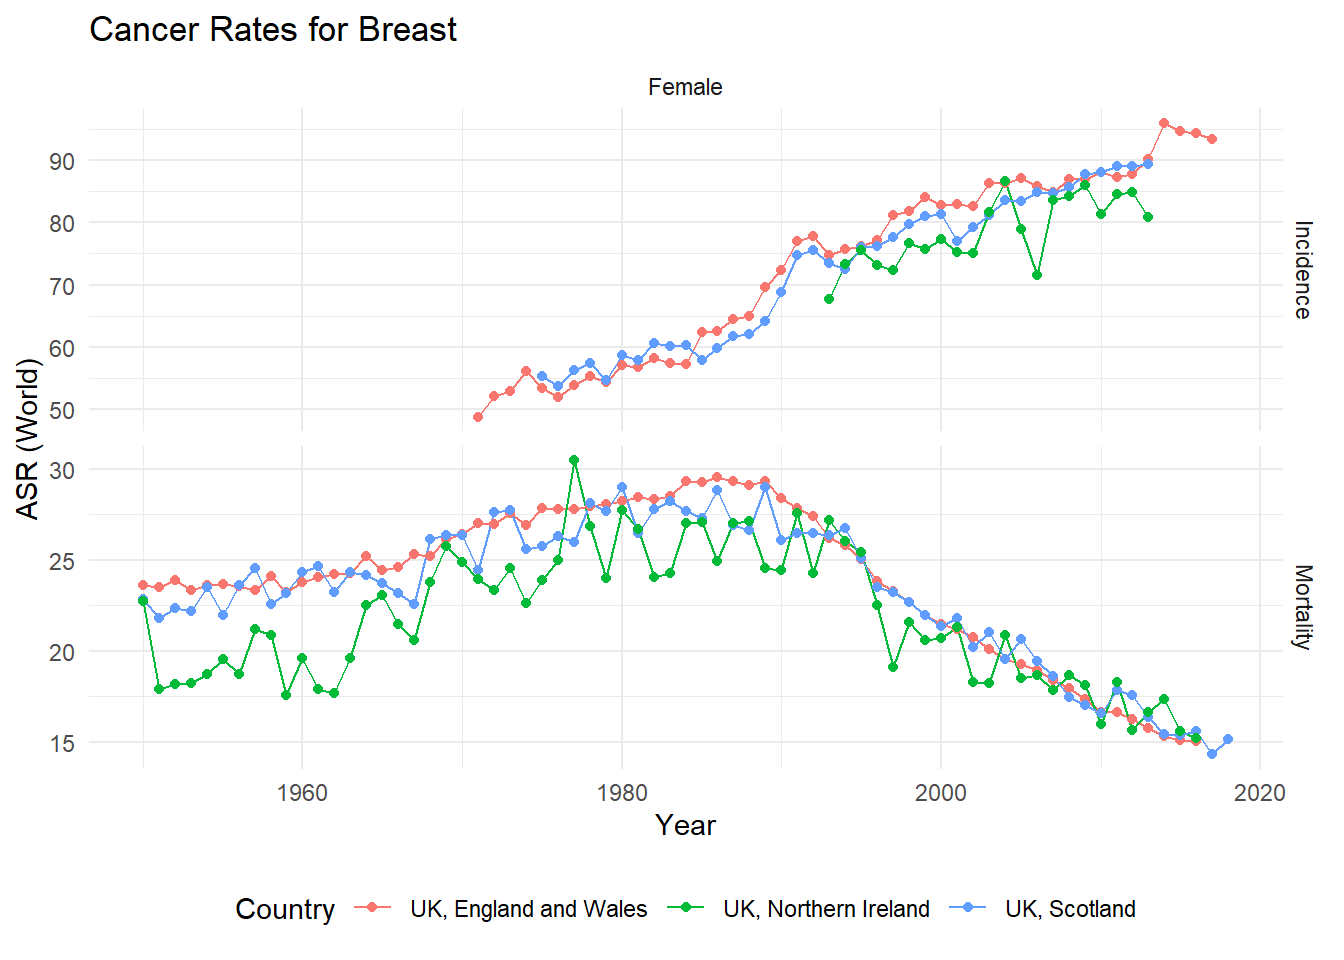 Cancer Rates for Breast
Female
90
80
70
60
50
Incidence
30
25
20
15
Mortality
ASR (World)
1960 1980 2000 2020
Year
Country UK, England and Wales UK, Northern Ireland UK, Scotland